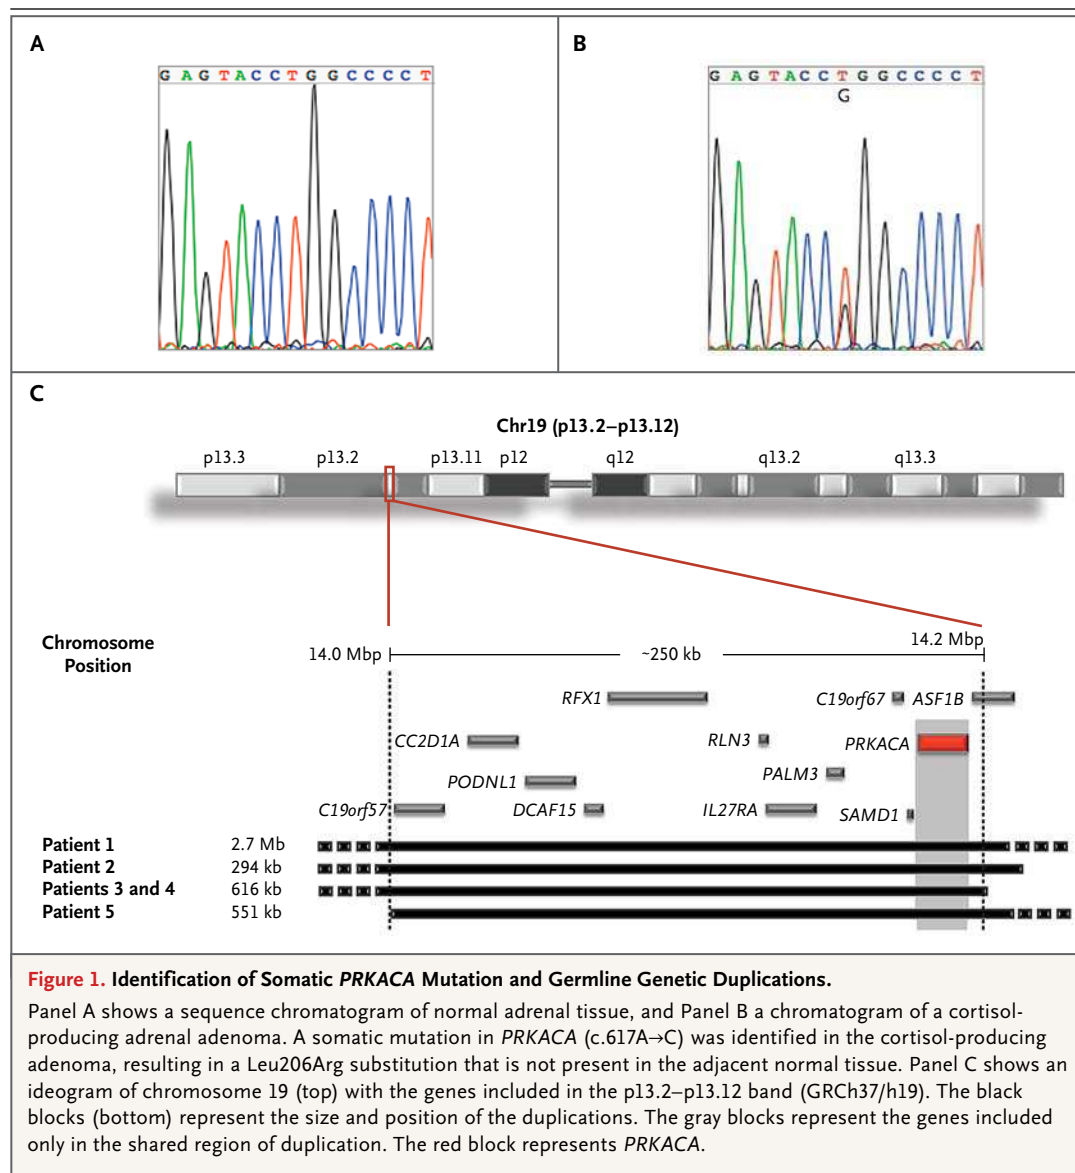 A
B
G A G T A C C T G G C C C C T
G A G T A C C T G G C C C C T
G
C
Chr19 (p13.2–p13.12)
p13.3 p13.2 p13.11 p12 q12 q13.2 q13.3
Chromosome
Position
14.0 Mbp ~250 kb 14.2 Mbp
RFX1 C19orf67 ASF1B
CC2D1A RLN3 PRKACA
PODNL1 PALM3
C19orf57 DCAF15 IL27RA SAMD1
Patient 1 2.7 Mb
Patient 2 294 kb
Patients 3 and 4 616 kb
Patient 5 551 kb
Figure 1. Identification of Somatic PRKACA Mutation and Germline Genetic Duplications.
Panel A shows a sequence chromatogram of normal adrenal tissue, and Panel B a chromatogram of a cortisol-
producing adrenal adenoma. A somatic mutation in PRKACA (c.617A→C) was identified in the cortisol-producing
adenoma, resulting in a Leu206Arg substitution that is not present in the adjacent normal tissue. Panel C shows an
ideogram of chromosome 19 (top) with the genes included in the p13.2–p13.12 band (GRCh37/h19). The black
blocks (bottom) represent the size and position of the duplications. The gray blocks represent the genes included
only in the shared region of duplication. The red block represents PRKACA.